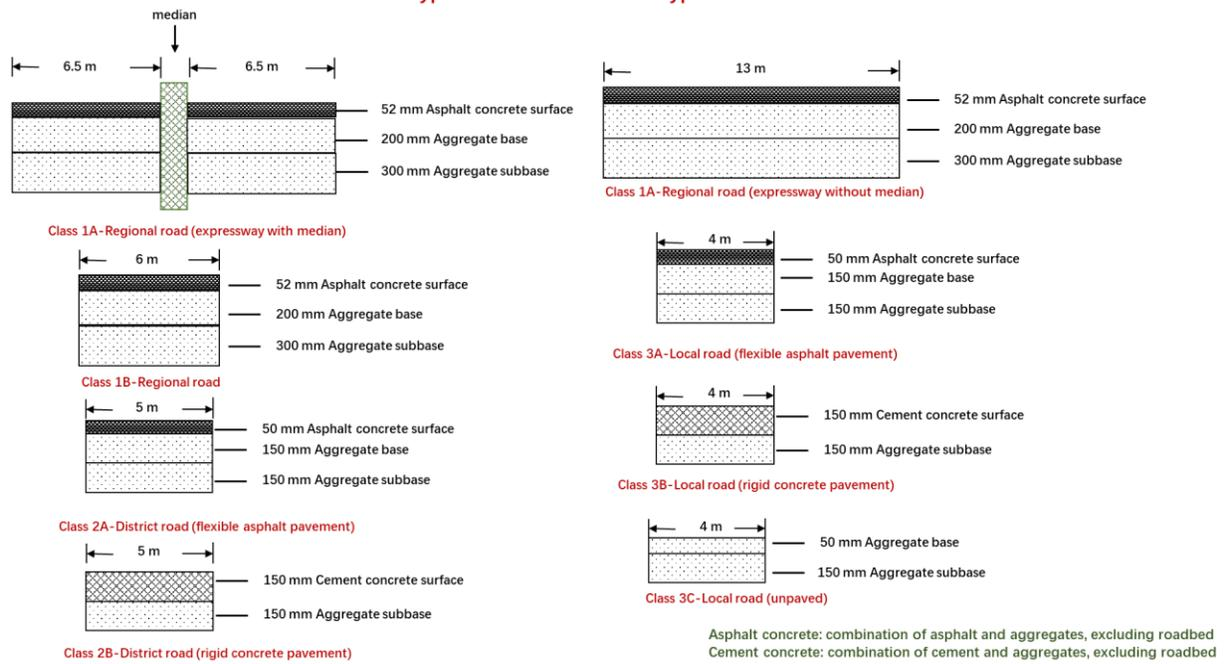 median
6.5 m
6.5 m
52 mm Asphalt concrete surface
200 mm Aggregate base
300 mm Aggregate subbase
Class 1A-Regional road (expressway with median)
6 m
52 mm Asphalt concrete surface
200 mm Aggregate base
300 mm Aggregate subbase
Class 1B-Regional road
5 m
50 mm Asphalt concrete surface
150 mm Aggregate base
150 mm Aggregate subbase
Class 2A-District road (flexible asphalt pavement)
5 m
150 mm Cement concrete surface
150 mm Aggregate subbase
Class 2B-District road (rigid concrete pavement)
13 m
52 mm Asphalt concrete surface
200 mm Aggregate base
300 mm Aggregate subbase
Class 1A-Regional road (expressway without median)
4 m
50 mm Asphalt concrete surface
150 mm Aggregate base
150 mm Aggregate subbase
Class 3A-Local road (flexible asphalt pavement)
4 m
150 mm Cement concrete surface
150 mm Aggregate subbase
Class 3B-Local road (rigid concrete pavement)
4 m
50 mm Aggregate base
150 mm Aggregate subbase
Class 3C-Local road (unpaved)
Asphalt concrete: combination of asphalt and aggregates, excluding roadbed
Cement concrete: combination of cement and aggregates, excluding roadbed